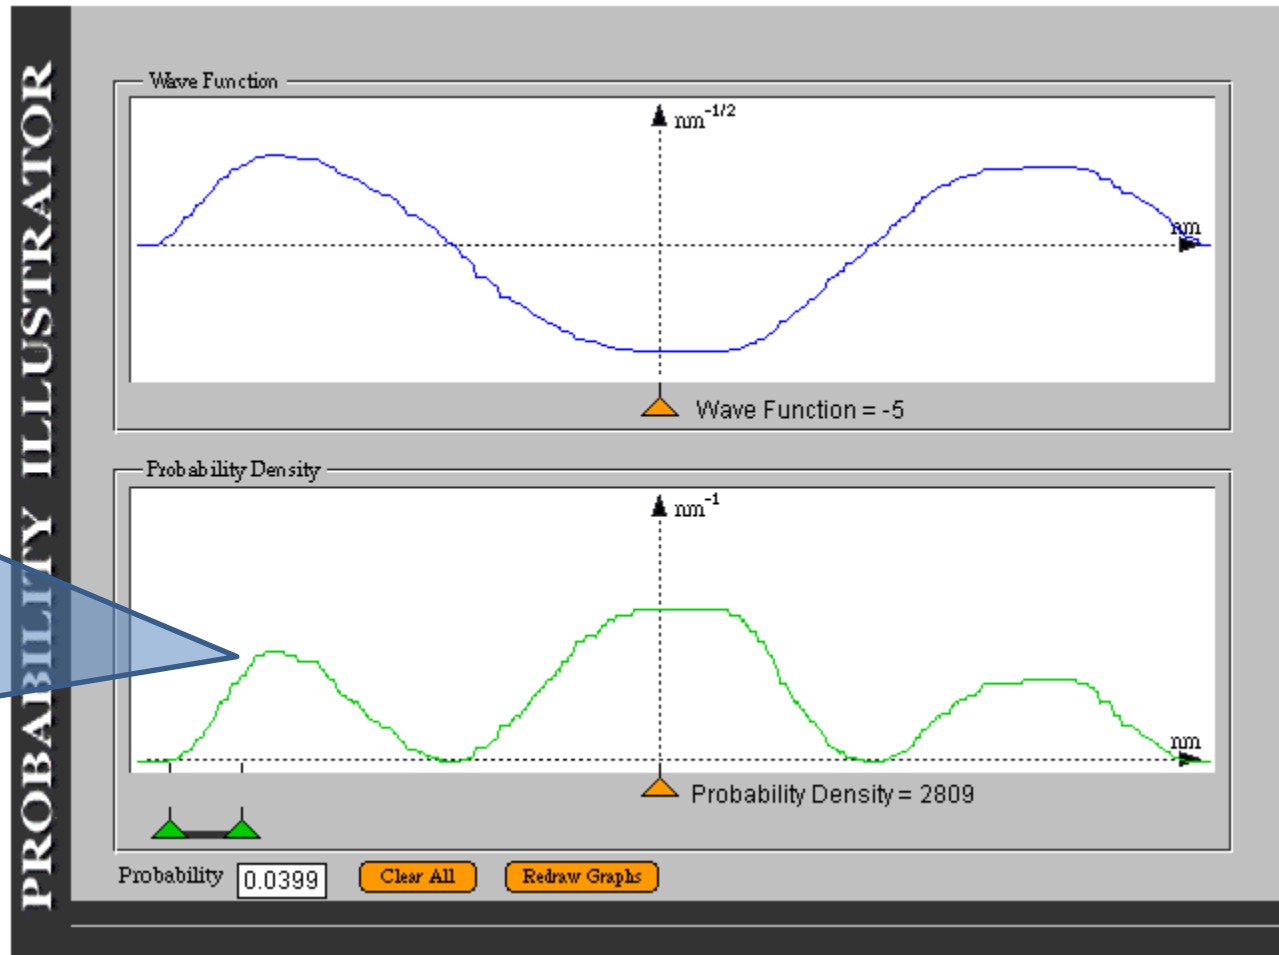 PROBABILITY ILLUSTRATOR
Wave Function
nm-1/2
nm
Wave Function = -5
Probability Density
nm-1
nm
Probability Density = 2809
Probability 0.0399 Clear All Redraw Graphs